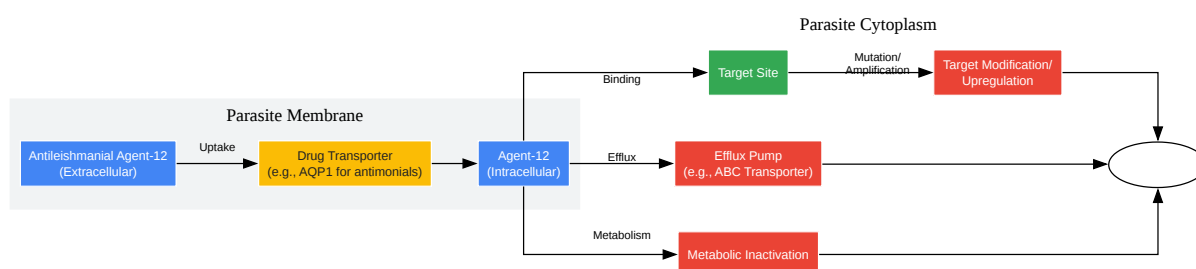 Parasite Cytoplasm
Parasite Membrane
Antileishmanial Agent-12
(Extracellular)
Uptake
Drug Transporter
(e.g., AQP1 for antimonials)
Agent-12
(Intracellular)
Binding
Target Site
Mutation/
Amplification
Target Modification/
Upregulation
Efflux
Efflux Pump
(e.g., ABC Transporter)
Metabolism
Metabolic Inactivation